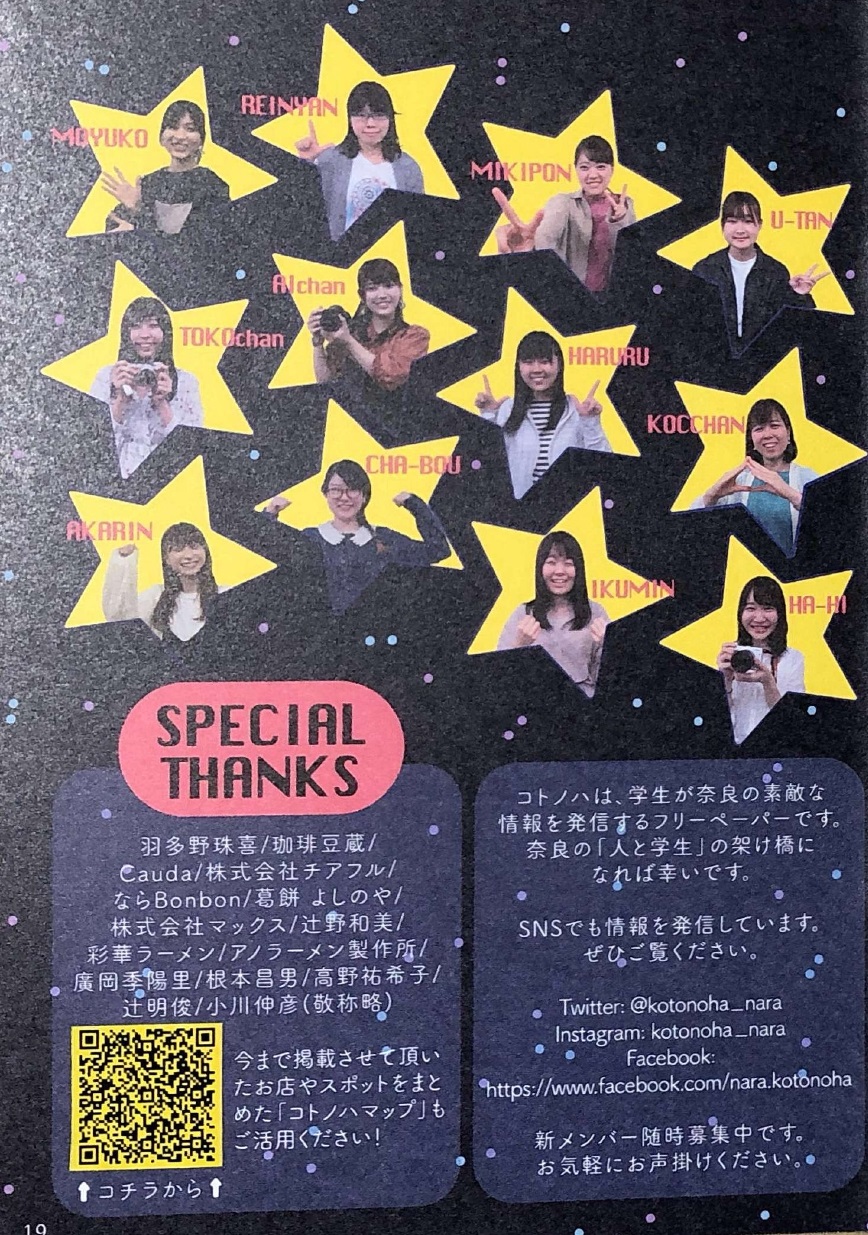 MOYUKO
REINYAN
MIKIPON
U-TAN
TOKOchan
AIchan
HARURU
KOCCHAN
AKARIN
CHA-BOU
IKUMIN
HA-HI
SPECIAL
THANKS
羽多野珠喜/珈琲豆蔵/
Cauda/株式会社チアフル/
ならBonbon/葛餅 よしのや/
株式会社マックス/辻野和美/
彩華ラーメン/アノラーメン製作所/
廣岡季陽里/根本昌男/高野祐希子/
辻明俊/小川伸彦(敬称略)
今まで掲載させて頂い
たお店やスポットをまと
めた「コトノハマップ」も
ご活用ください!
⬆コチラから⬆
コトノハは、学生が奈良の素敵な
情報を発信するフリーペーパーです。
奈良の「人と学生」の架け橋に
なれば幸いです。
SNSでも情報を発信しています。
ぜひご覧ください。
Twitter: @kotonoha_nara
Instagram: kotonoha_nara
Facebook:
https://www.facebook.com/nara.kotonoha
新メンバー随時募集中です。
お気軽にお声掛けください。
19